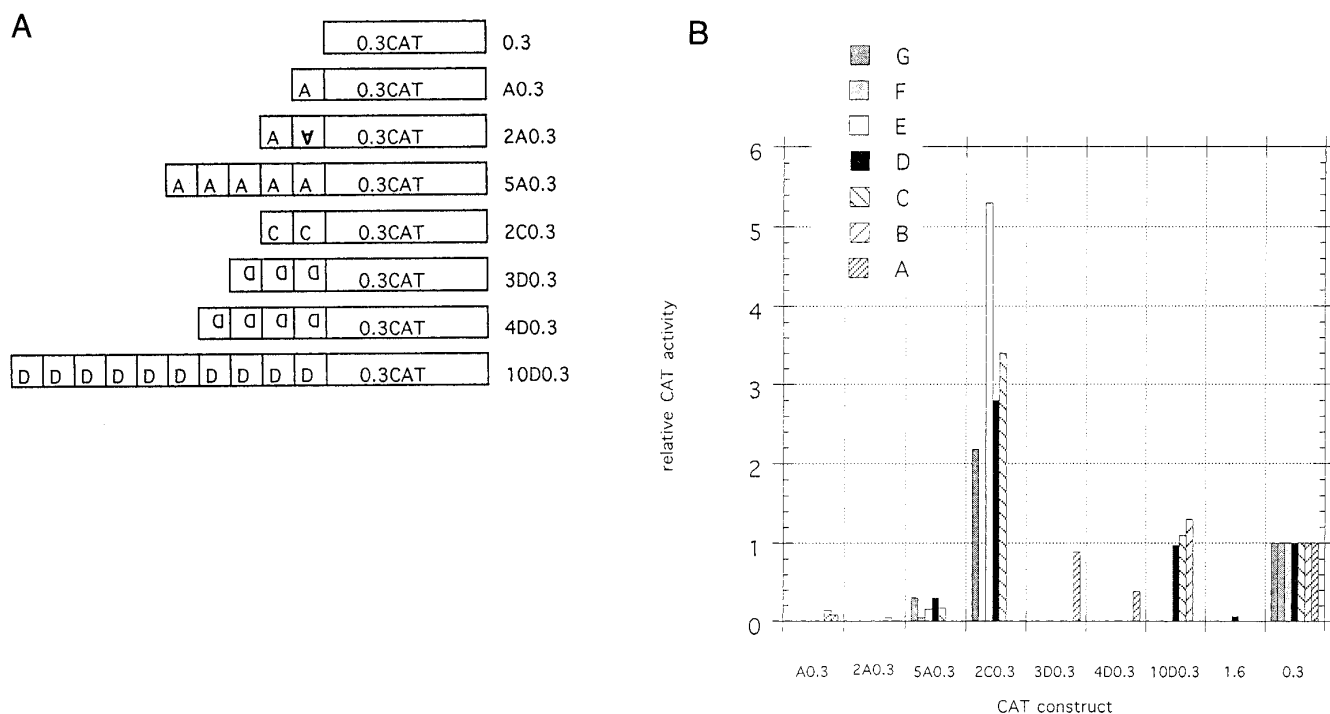 A
0.3CAT 0.3
A 0.3CAT A0.3
A A 0.3CAT 2A0.3
A A A A A 0.3CAT 5A0.3
C C 0.3CAT 2C0.3
D D D 0.3CAT 3D0.3
D D D D 0.3CAT 4D0.3
D D D D D D D D D D 0.3CAT 10D0.3
B
G
F
E
D
C
B
A
6
5
4
3
2
1
0
relative CAT activity
A0.3 2A0.3 5A0.3 2C0.3 3D0.3 4D0.3 10D0.3 1.6 0.3
CAT construct